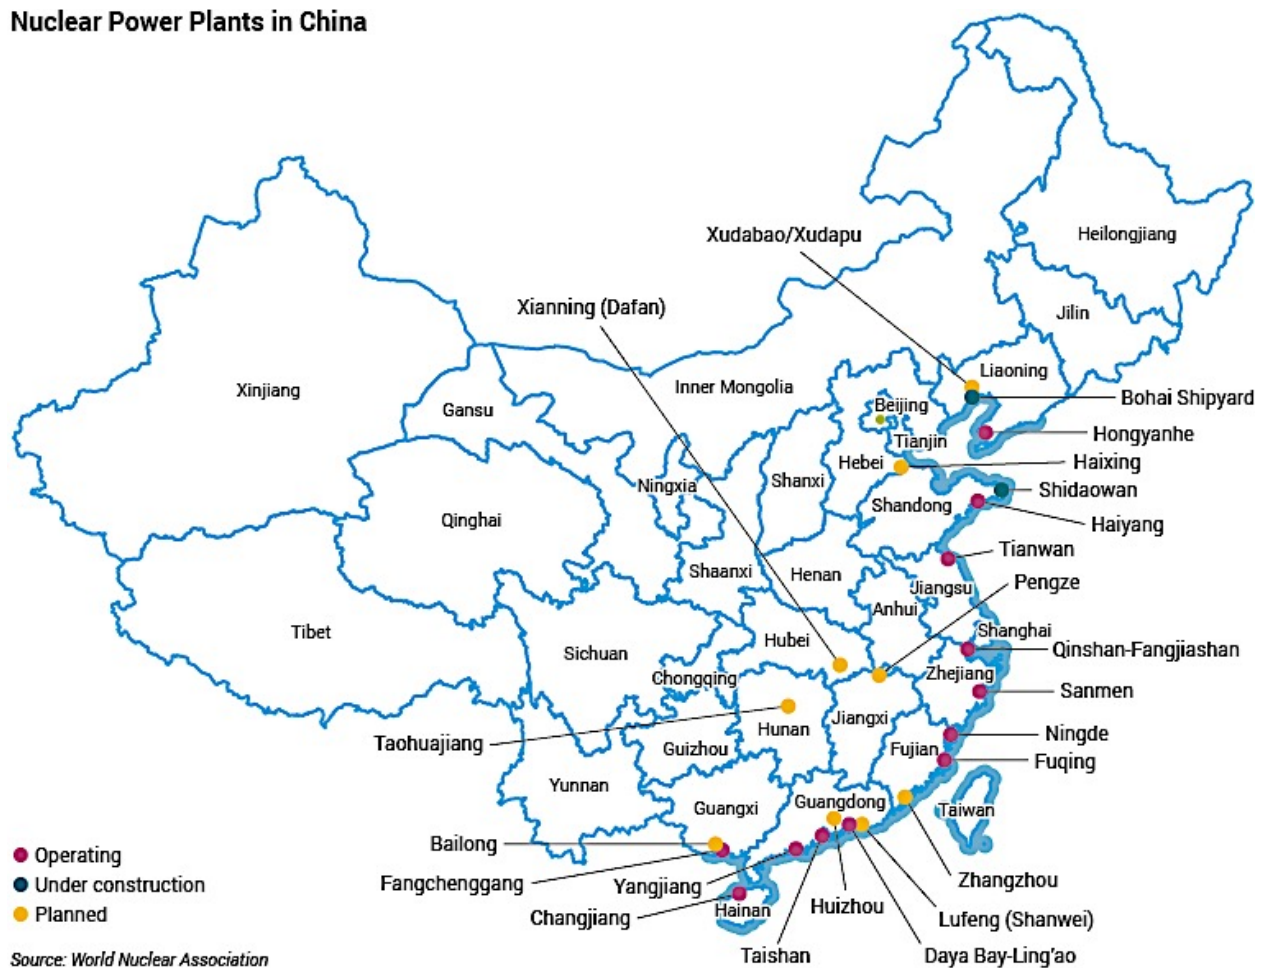 Nuclear Power Plants in China
Xudabao/Xudapu
Heilongjiang
Xianning (Dafan)
Jilin
Liaoning
Xinjiang
Inner Mongolia
Gansu
Beijing
Bohai Shipyard
Tianjin
Hongyanhe
Hebei
Haixing
Ningxia
Shanxi
Shidaowan
Qinghai
Shandong
Haiyang
Tianwan
Shaanxi
Henan
Jiangsu
Pengze
Anhui
Tibet
Shanghai
Hubei
Qinshan-Fangjiashan
Sichuan
Chongqing
Zhejiang
Sanmen
Jiangxi
Taohuajiang
Hunan
Ningde
Guizhou
Fujian
Fuqing
Yunnan
Guangxi
Guangdong
Taiwan
Bailong
Operating
Fangchenggang
Yangjiang
Zhangzhou
Under construction
Huizhou
Planned
Changjiang
Hainan
Lufeng (Shanwei)
Taishan
Daya Bay-Ling'ao
Source: World Nuclear Association